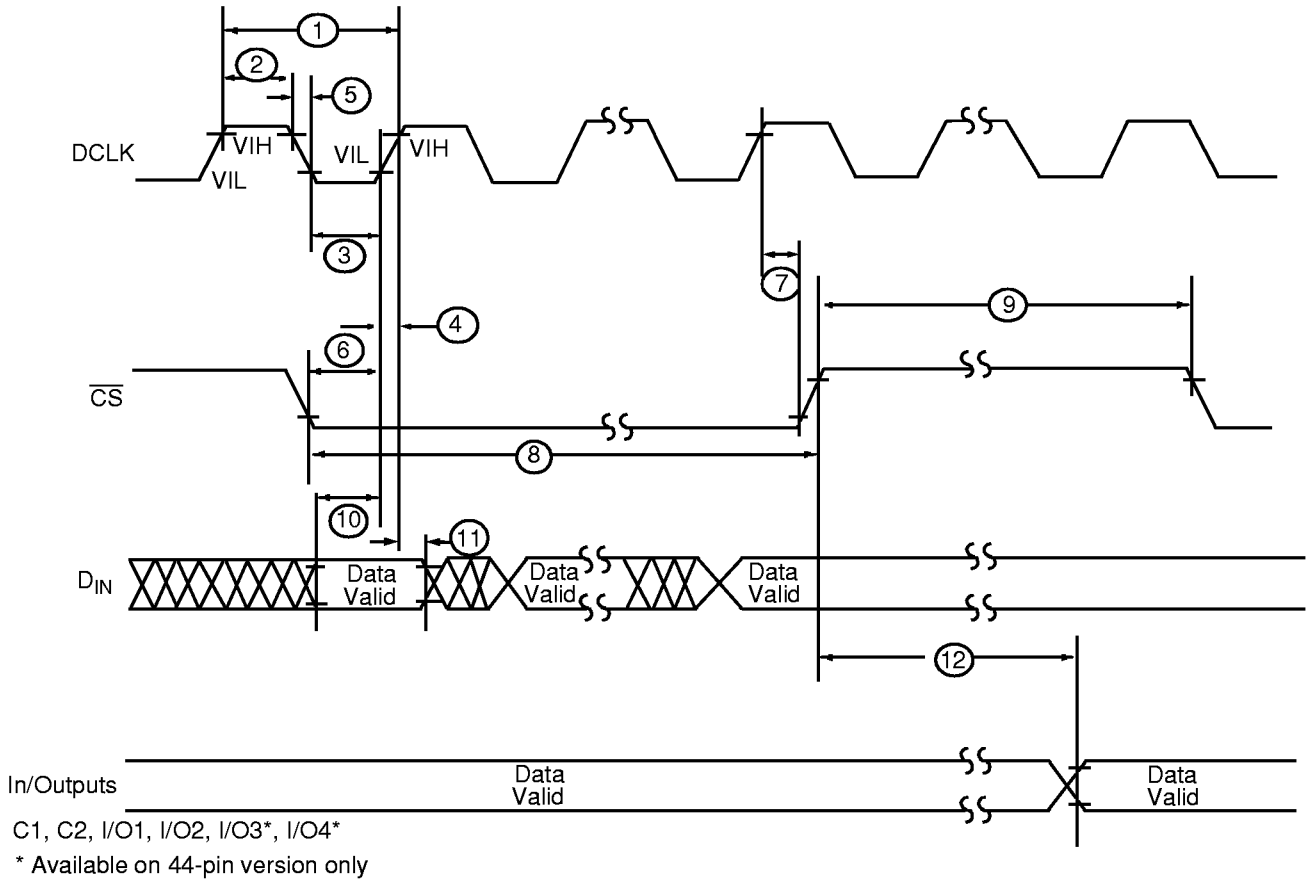 1
2
5
DCLK
VIH
VIL
VIH
VIL
3
7
4
9
6
CS
8
10
11
DIN
Data
Valid
Data
Valid
Data
Valid
12
In/Outputs
Data
Valid
Data
Valid
C1, C2, I/O1, I/O2, I/O3*, I/O4*
* Available on 44-pin version only